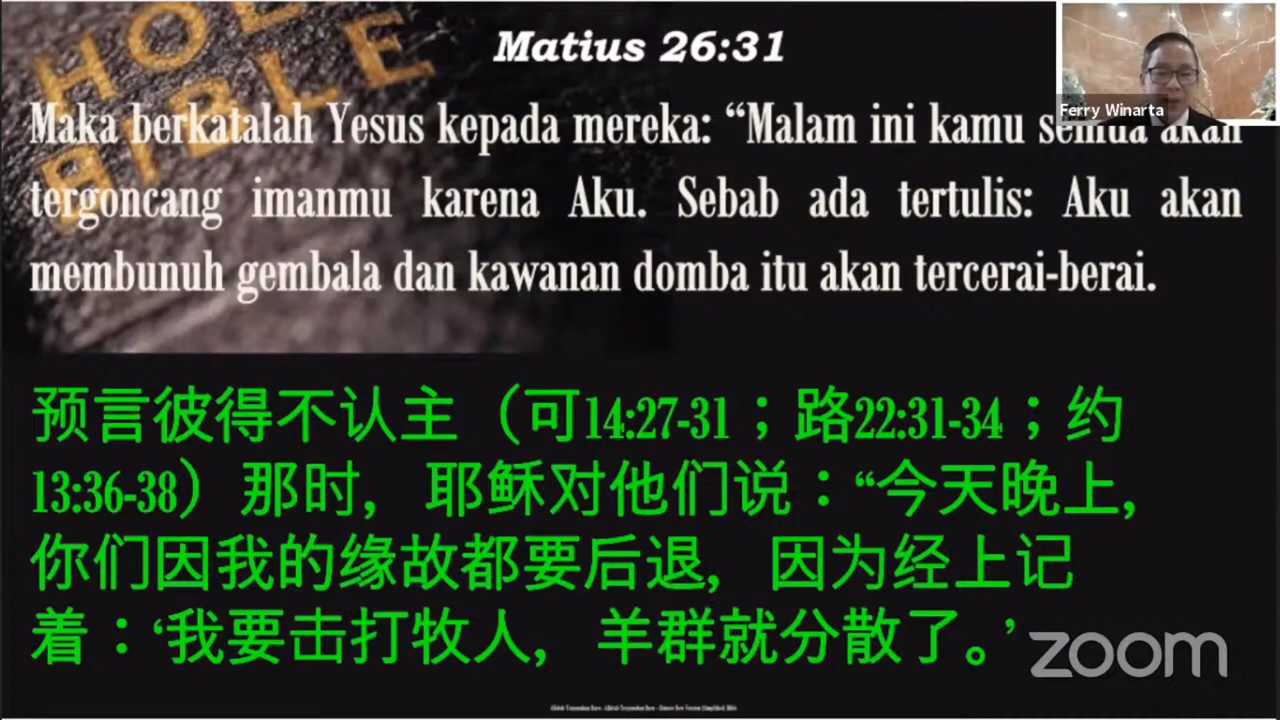 HOLY
BIBLE
Matius 26:31
Ferry Winarta
Maka berkatalah Yesus kepada mereka: “Malam ini kamu semua akan
tergoncang imanmu karena Aku. Sebab ada tertulis: Aku akan
membunuh gembala dan kawanan domba itu akan tercerai-berai.
预言彼得不认主（可14:27-31；路22:31-34；约
13:36-38）那时，耶稣对他们说：“今天晚上，
你们因我的缘故都要后退，因为经上记
着：‘我要击打牧人，羊群就分散了。’
zoom